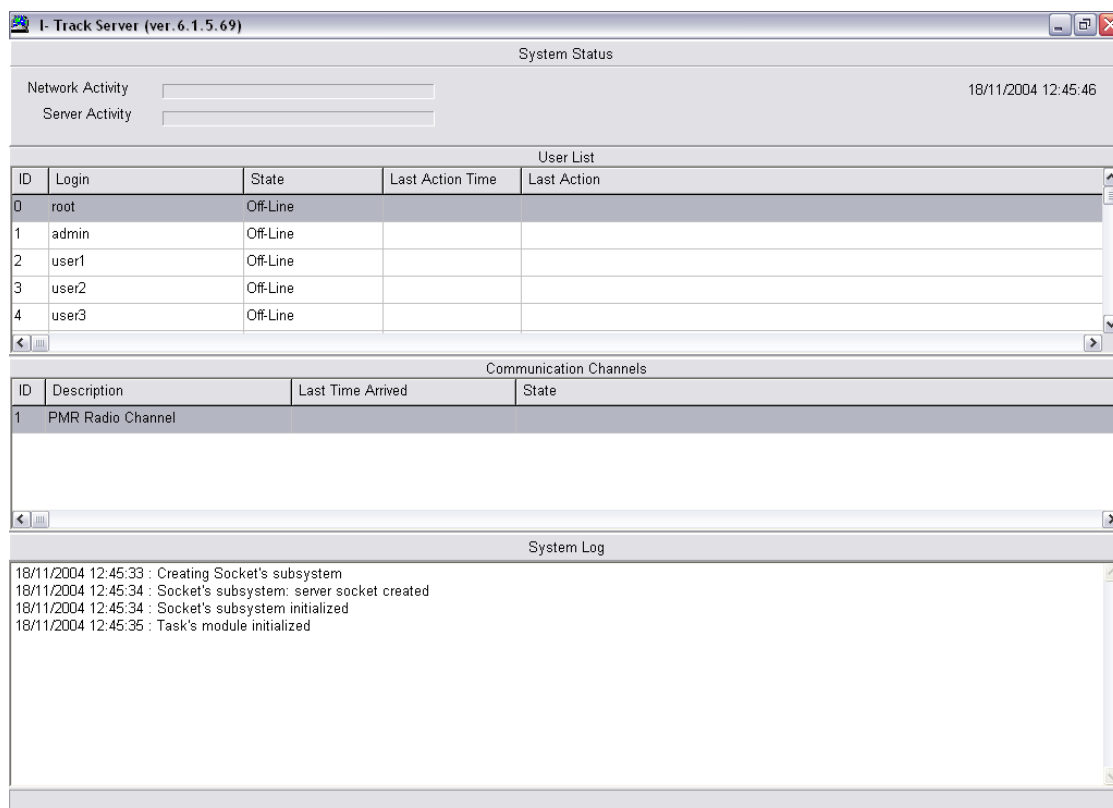 I- Track Server (ver.6.1.5.69)
System Status
Network Activity
18/11/2004 12:45:46
Server Activity
User List
ID Login State Last Action Time Last Action
0 root Off-Line
1 admin Off-Line
2 user1 Off-Line
3 user2 Off-Line
4 user3 Off-Line
Communication Channels
ID Description Last Time Arrived State
1 PMR Radio Channel
System Log
18/11/2004 12:45:33 : Creating Socket's subsystem
18/11/2004 12:45:34 : Socket's subsystem: server socket created
18/11/2004 12:45:34 : Socket's subsystem initialized
18/11/2004 12:45:35 : Task's module initialized